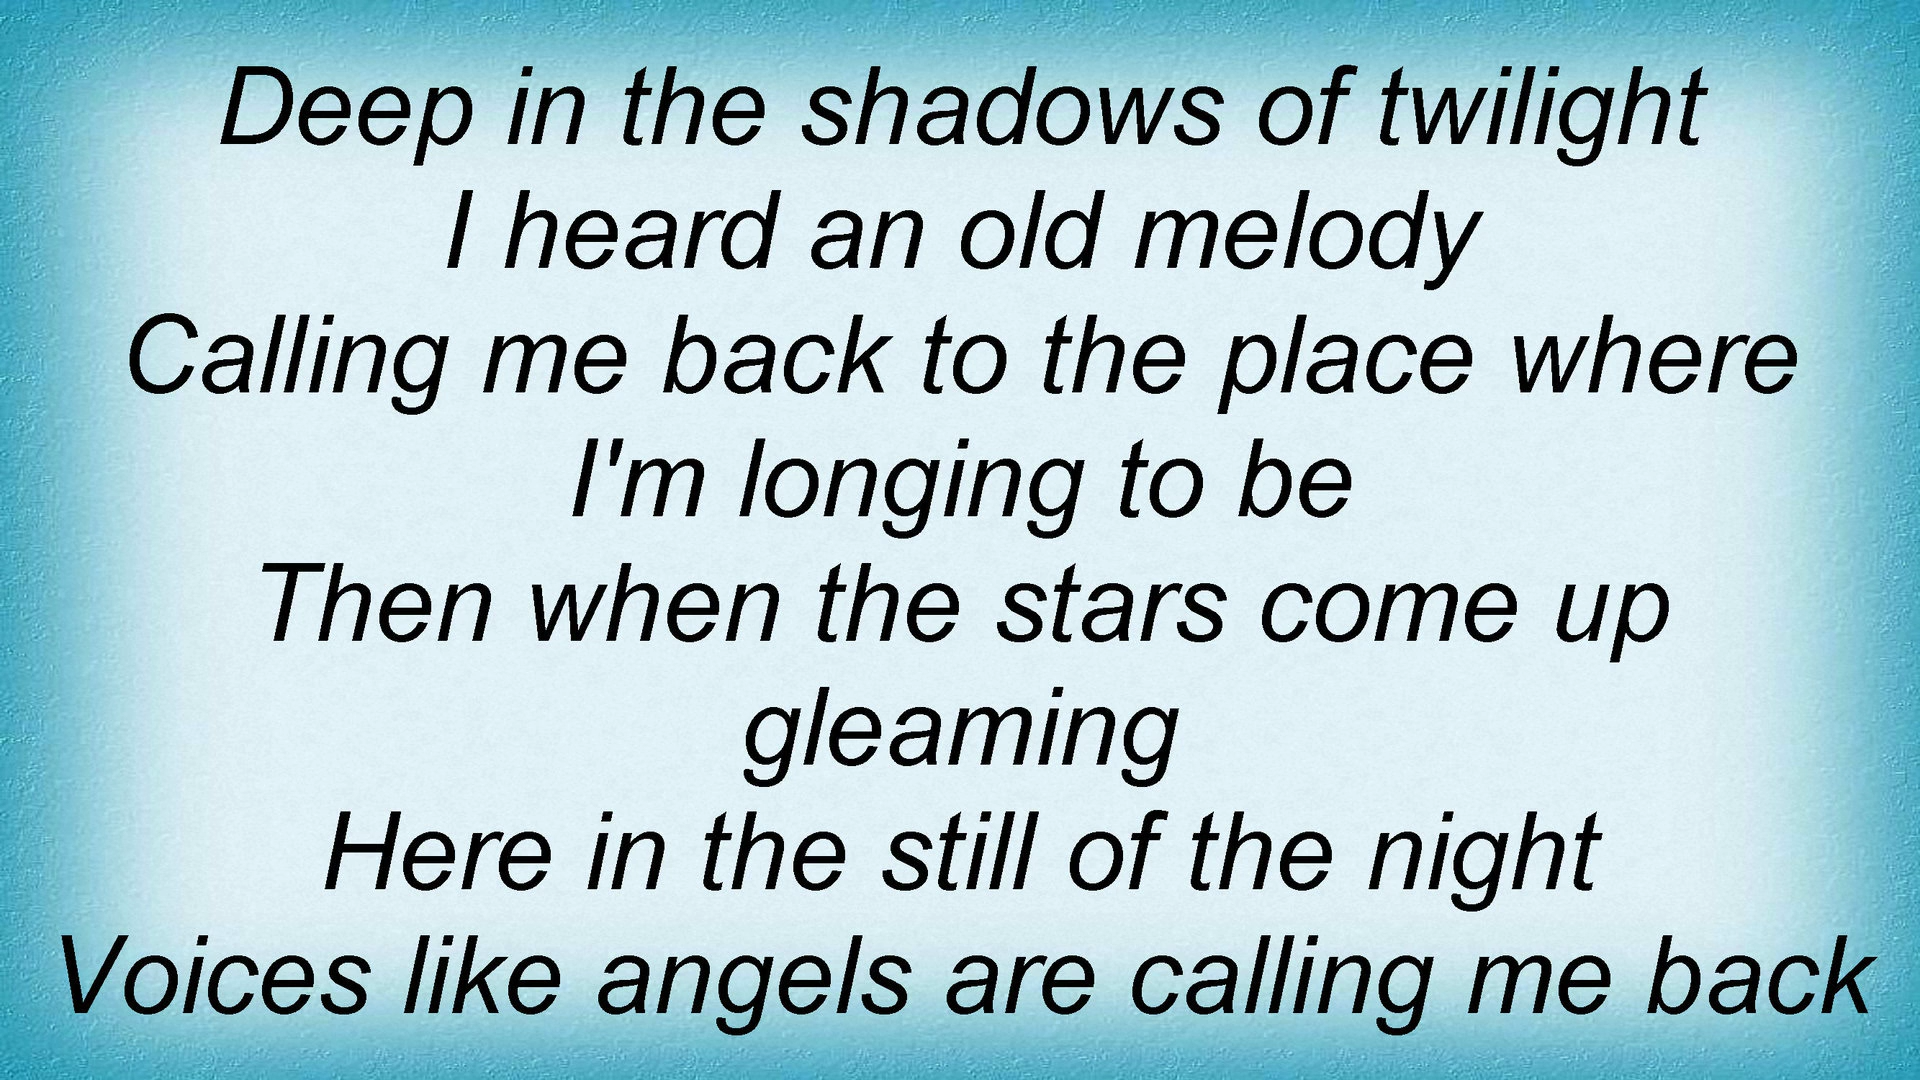 Deep in the shadows of twilight
I heard an old melody
Calling me back to the place where
I'm longing to be
Then when the stars come up
gleaming
Here in the still of the night
Voices like angels are calling me back